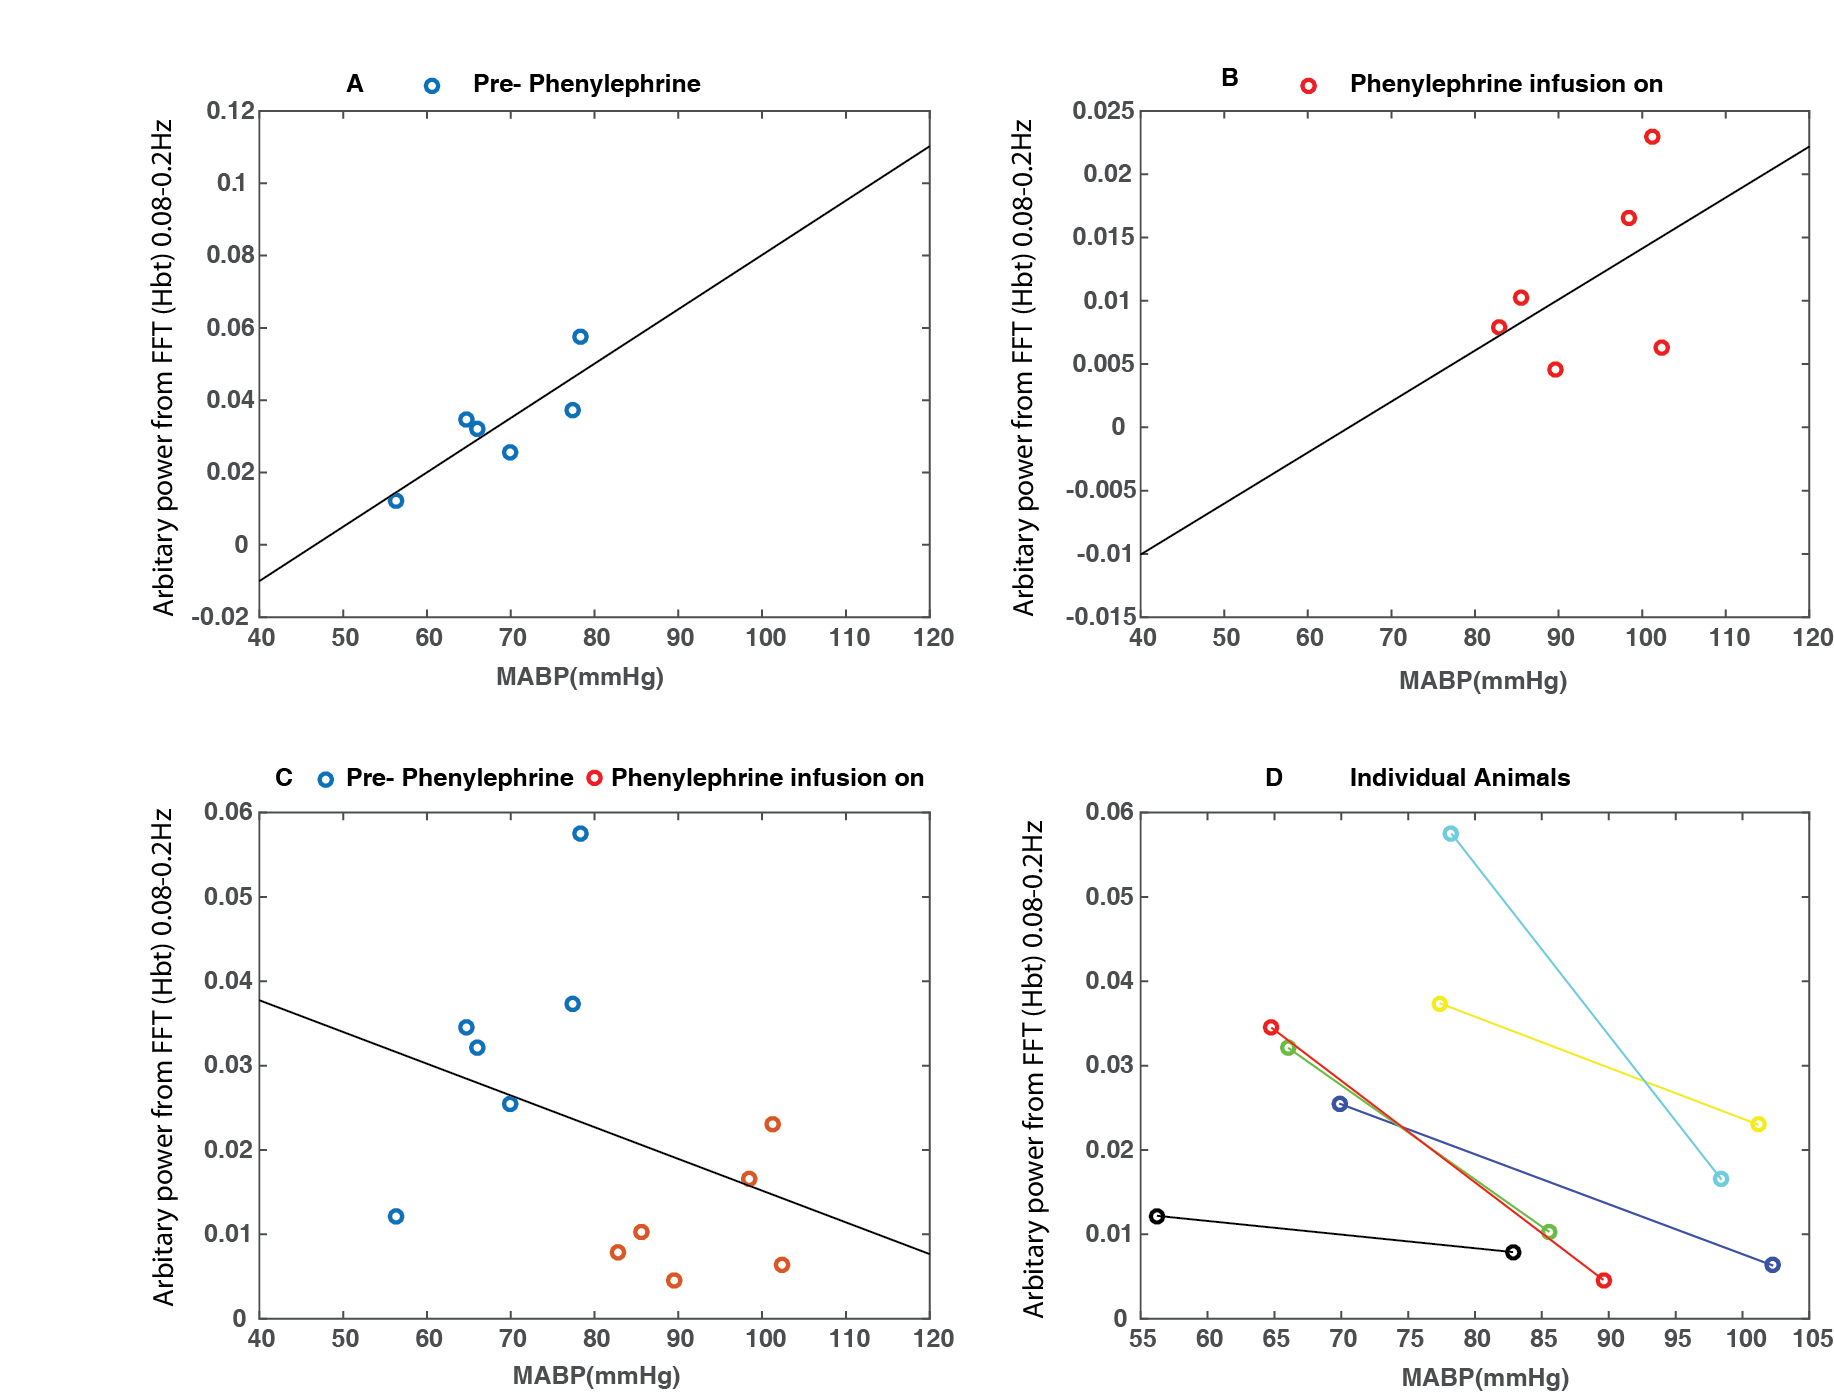 A Pre- Phenylephrine
Arbitary power from FFT (Hbt) 0.08-0.2Hz
0.12
0.1
0.08
0.06
0.04
0.02
0
-0.02
40 50 60 70 80 90 100 110 120
MABP(mmHg)
B Phenylephrine infusion on
Arbitary power from FFT (Hbt) 0.08-0.2Hz
0.025
0.02
0.015
0.01
0.005
0
-0.005
-0.01
-0.015
40 50 60 70 80 90 100 110 120
MABP(mmHg)
C Pre- Phenylephrine Phenylephrine infusion on
Arbitary power from FFT (Hbt) 0.08-0.2Hz
0.06
0.05
0.04
0.03
0.02
0.01
0
40 50 60 70 80 90 100 110 120
MABP(mmHg)
D Individual Animals
Arbitary power from FFT (Hbt) 0.08-0.2Hz
0.06
0.05
0.04
0.03
0.02
0.01
0
55 60 65 70 75 80 85 90 95 100 105
MABP(mmHg)